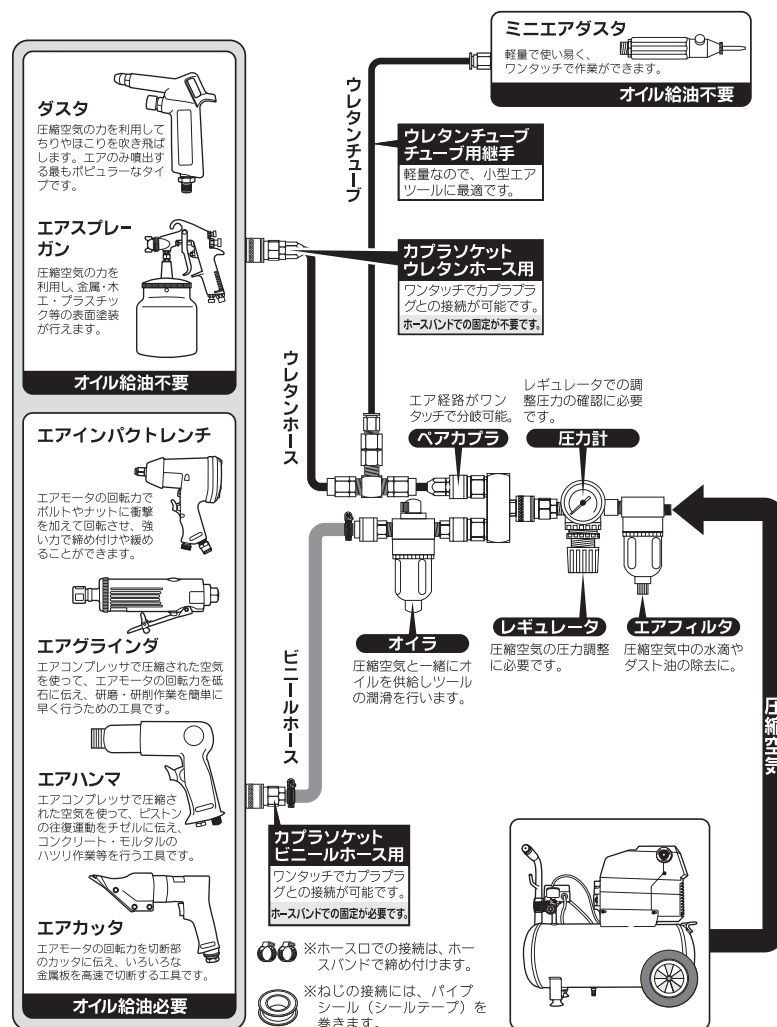 ミニエアダスタ
軽量で使い易く、
ワンタッチで作業ができます。
オイル給油不要
ダスタ
圧縮空気の力を利用して
ちりやほこりを吹き飛ば
します。エアのみ噴出す
る最もポピュラーなタイ
プです。
エアスプレー
ガン
圧縮空気の力を
利用し、金属・木
工・プラスチッ
ク等の表面塗装
が行えます。
オイル給油不要
ウレタンチューブ
ウレタンチューブ
チューブ用継手
軽量なので、小型エア
ツールに最適です。
カプラソケット
ウレタンホース用
ワンタッチでカプラプラ
グとの接続が可能です。
ホースバンドでの固定が不要です。
ウレタンホース
エア経路がワン
タッチで分岐可能。
ペアカプラ
レギュレータでの調
整圧力の確認に必要
です。
圧力計
エアインパクトレンチ
エアモータの回転力で
ボルトやナットに衝撃
を加えて回転させ、強
い力で締め付けや緩め
ることができます。
エアグラインダ
エアコンプレッサで圧縮された空気
を使って、エアモータの回転力を砥
石に伝え、研磨・研削作業を簡単に
早く行うための工具です。
エアハンマ
エアコンプレッサで圧縮さ
れた空気を使って、ピストン
の往復運動をチゼルに伝え、
コンクリート・モルタルの
ハツリ作業等を行う工具です。
エアカッタ
エアモータの回転力を切断部
のカッタに伝え、いろいろな
金属板を高速で切断する工具です。
オイル給油必要
オイラ
圧縮空気と一緒にオ
イルを供給しツール
の潤滑を行います。
レギュレータ
圧縮空気の圧力調整
に必要です。
エアフィルタ
圧縮空気中の水滴や
ダスト油の除去に。
ビニールホース
圧縮空気
カプラソケット
ビニールホース用
ワンタッチでカプラプラ
グとの接続が可能です。
ホースバンドでの固定が必要です。
※ホース口での接続は、ホー
スバンドで締め付けます。
※ねじの接続には、パイプ
シール（シールテープ）を
巻きます。